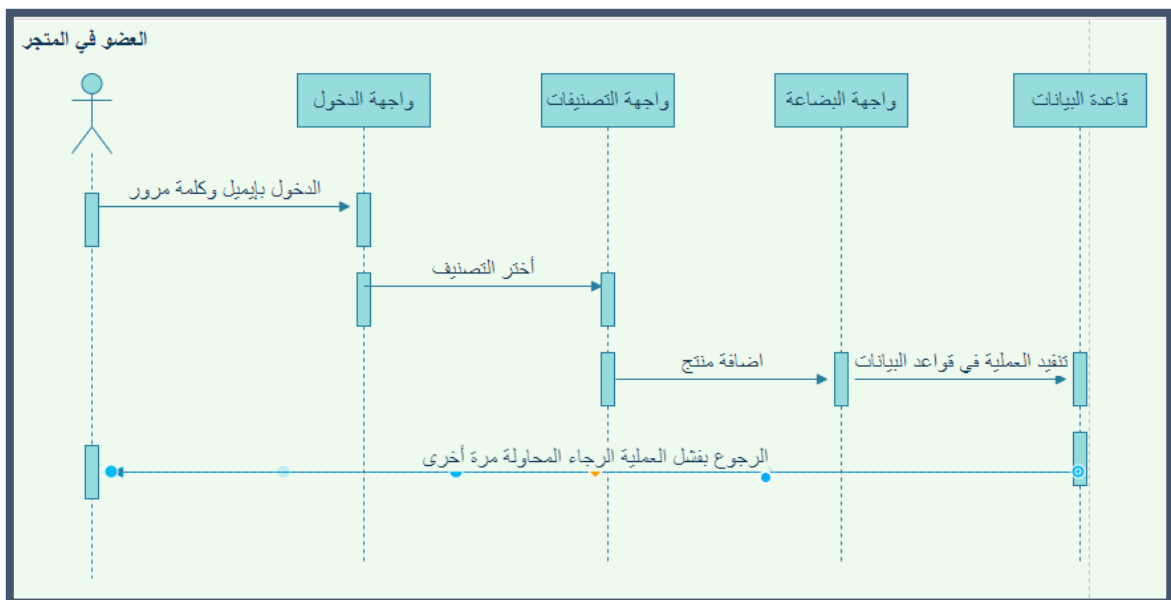 العضو في المتجر
واجهة الدخول
واجهة التصنيفات
واجهة البضاعة
قاعدة البيانات
الدخول بإيميل وكلمة مرور
أختر التصنيف
اضافة منتج
تنفيد العملية في قواعد البيانات
الرجوع بفشل العملية الرجاء المحاولة مرة أخرى